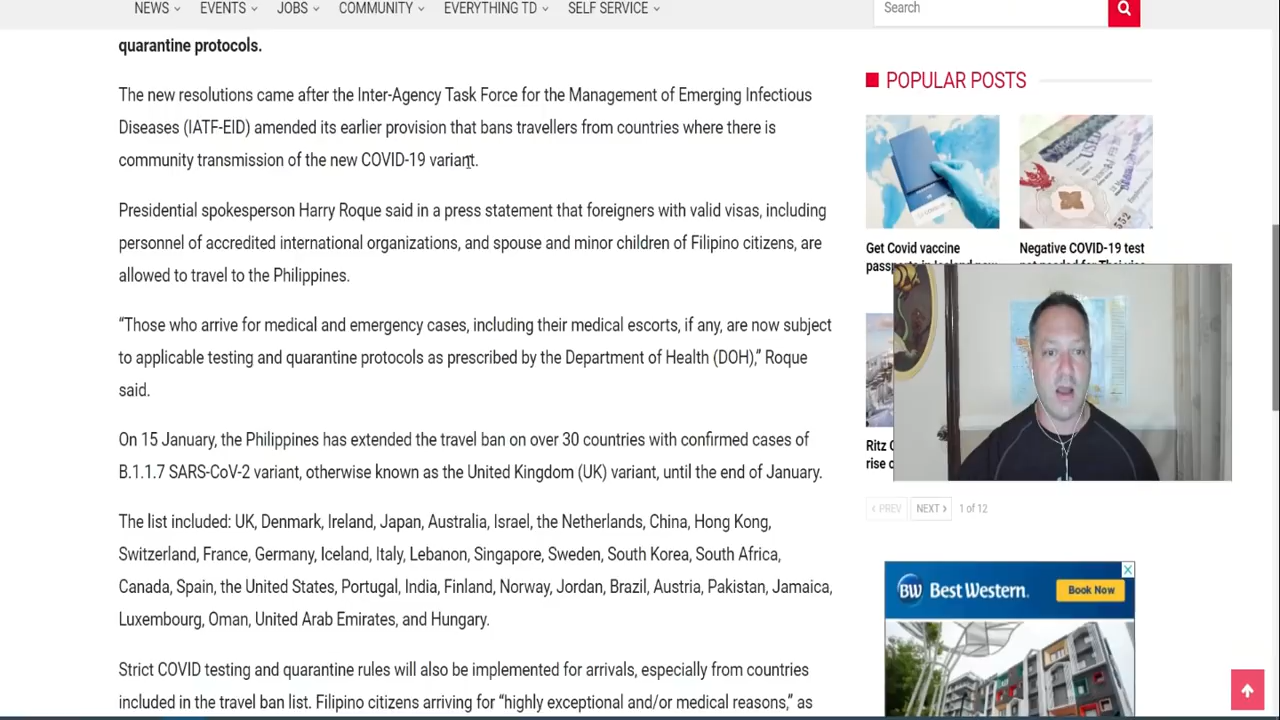 NEWS EVENTS JOBS COMMUNITY EVERYTHING TD SELF SERVICE
Search
quarantine protocols.
The new resolutions came after the Inter-Agency Task Force for the Management of Emerging Infectious
Diseases (IATF-EID) amended its earlier provision that bans travellers from countries where there is
community transmission of the new COVID-19 variant.
Presidential spokesperson Harry Roque said in a press statement that foreigners with valid visas, including
personnel of accredited international organizations, and spouse and minor children of Filipino citizens, are
allowed to travel to the Philippines.
“Those who arrive for medical and emergency cases, including their medical escorts, if any, are now subject
to applicable testing and quarantine protocols as prescribed by the Department of Health (DOH),” Roque
said.
On 15 January, the Philippines has extended the travel ban on over 30 countries with confirmed cases of
B.1.1.7 SARS-CoV-2 variant, otherwise known as the United Kingdom (UK) variant, until the end of January.
The list included: UK, Denmark, Ireland, Japan, Australia, Israel, the Netherlands, China, Hong Kong,
Switzerland, France, Germany, Iceland, Italy, Lebanon, Singapore, Sweden, South Korea, South Africa,
Canada, Spain, the United States, Portugal, India, Finland, Norway, Jordan, Brazil, Austria, Pakistan, Jamaica,
Luxembourg, Oman, United Arab Emirates, and Hungary.
Strict COVID testing and quarantine rules will also be implemented for arrivals, especially from countries
included in the travel ban list. Filipino citizens arriving for “highly exceptional and/or medical reasons,” as
POPULAR POSTS
Get Covid vaccine
Negative COVID-19 test
Ritz
rise
PREV NEXT 1 of 12
BW Best Western. Book Now